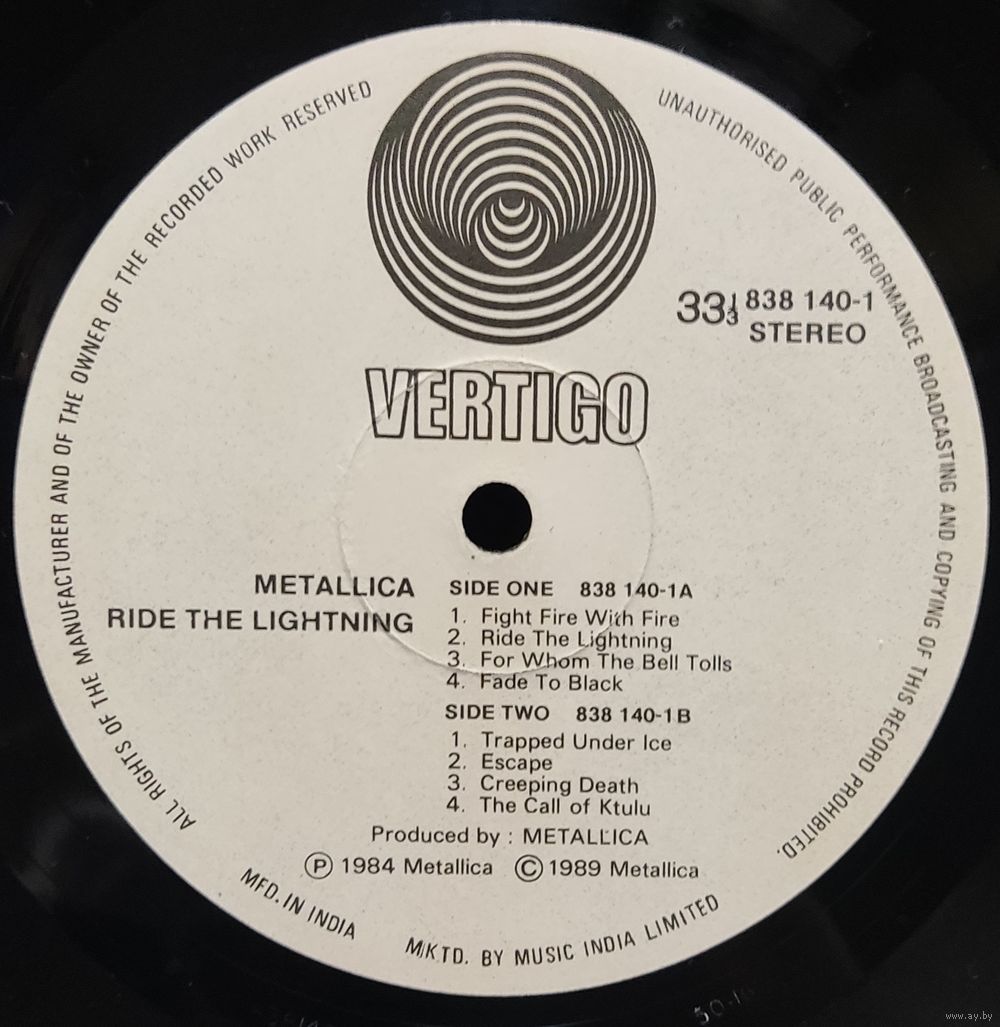 ALL RIGHTS OF THE MANUFACTURER AND OF THE OWNER OF THE RECORDED WORK RESERVED
UNAUTHORISED PUBLIC PERFORMANCE BROADCASTING AND COPYING OF THIS RECORD PROHIBITED.
33⅓ 838 140-1
STEREO
VERTIGO
METALLICA
RIDE THE LIGHTNING
SIDE ONE 838 140-1A
1. Fight Fire With Fire
2. Ride The Lightning
3. For Whom The Bell Tolls
4. Fade To Black
SIDE TWO 838 140-1B
1. Trapped Under Ice
2. Escape
3. Creeping Death
4. The Call of Ktulu
Produced by : METALLICA
Ⓟ 1984 Metallica Ⓒ 1989 Metallica
MFD. IN INDIA
MKTD. BY MUSIC INDIA LIMITED
www.ay.by